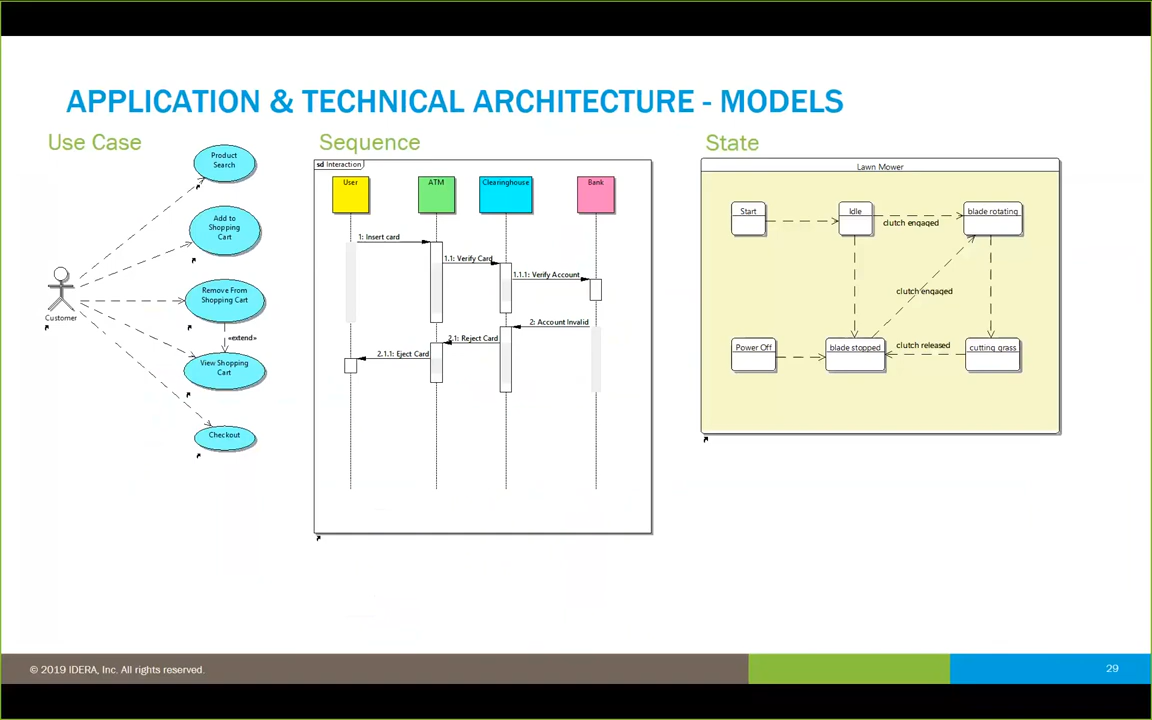 APPLICATION & TECHNICAL ARCHITECTURE - MODELS
Use Case
Product
Search
Add to
Shopping
Cart
Remove From
Shopping Cart
«extend»
View Shopping
Cart
Checkout
Customer
Sequence
sd Interaction
User
ATM
Clearinghouse
Bank
1: Insert card
1.1: Verify Card
1.1.1: Verify Account
2: Account Invalid
2.1: Reject Card
2.1.1: Eject Card
State
Lawn Mower
Start
Idle
clutch engaged
blade rotating
clutch engaged
Power Off
blade stopped
clutch released
cutting grass
© 2019 IDERA, Inc. All rights reserved.
29